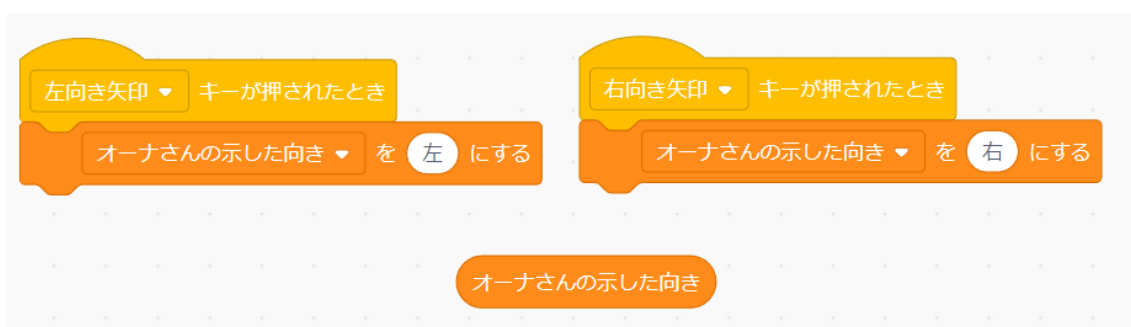 左向き矢印 キーが押されたとき
オーナさんの示した向き を 左 にする
右向き矢印 キーが押されたとき
オーナさんの示した向き を 右 にする
オーナさんの示した向き